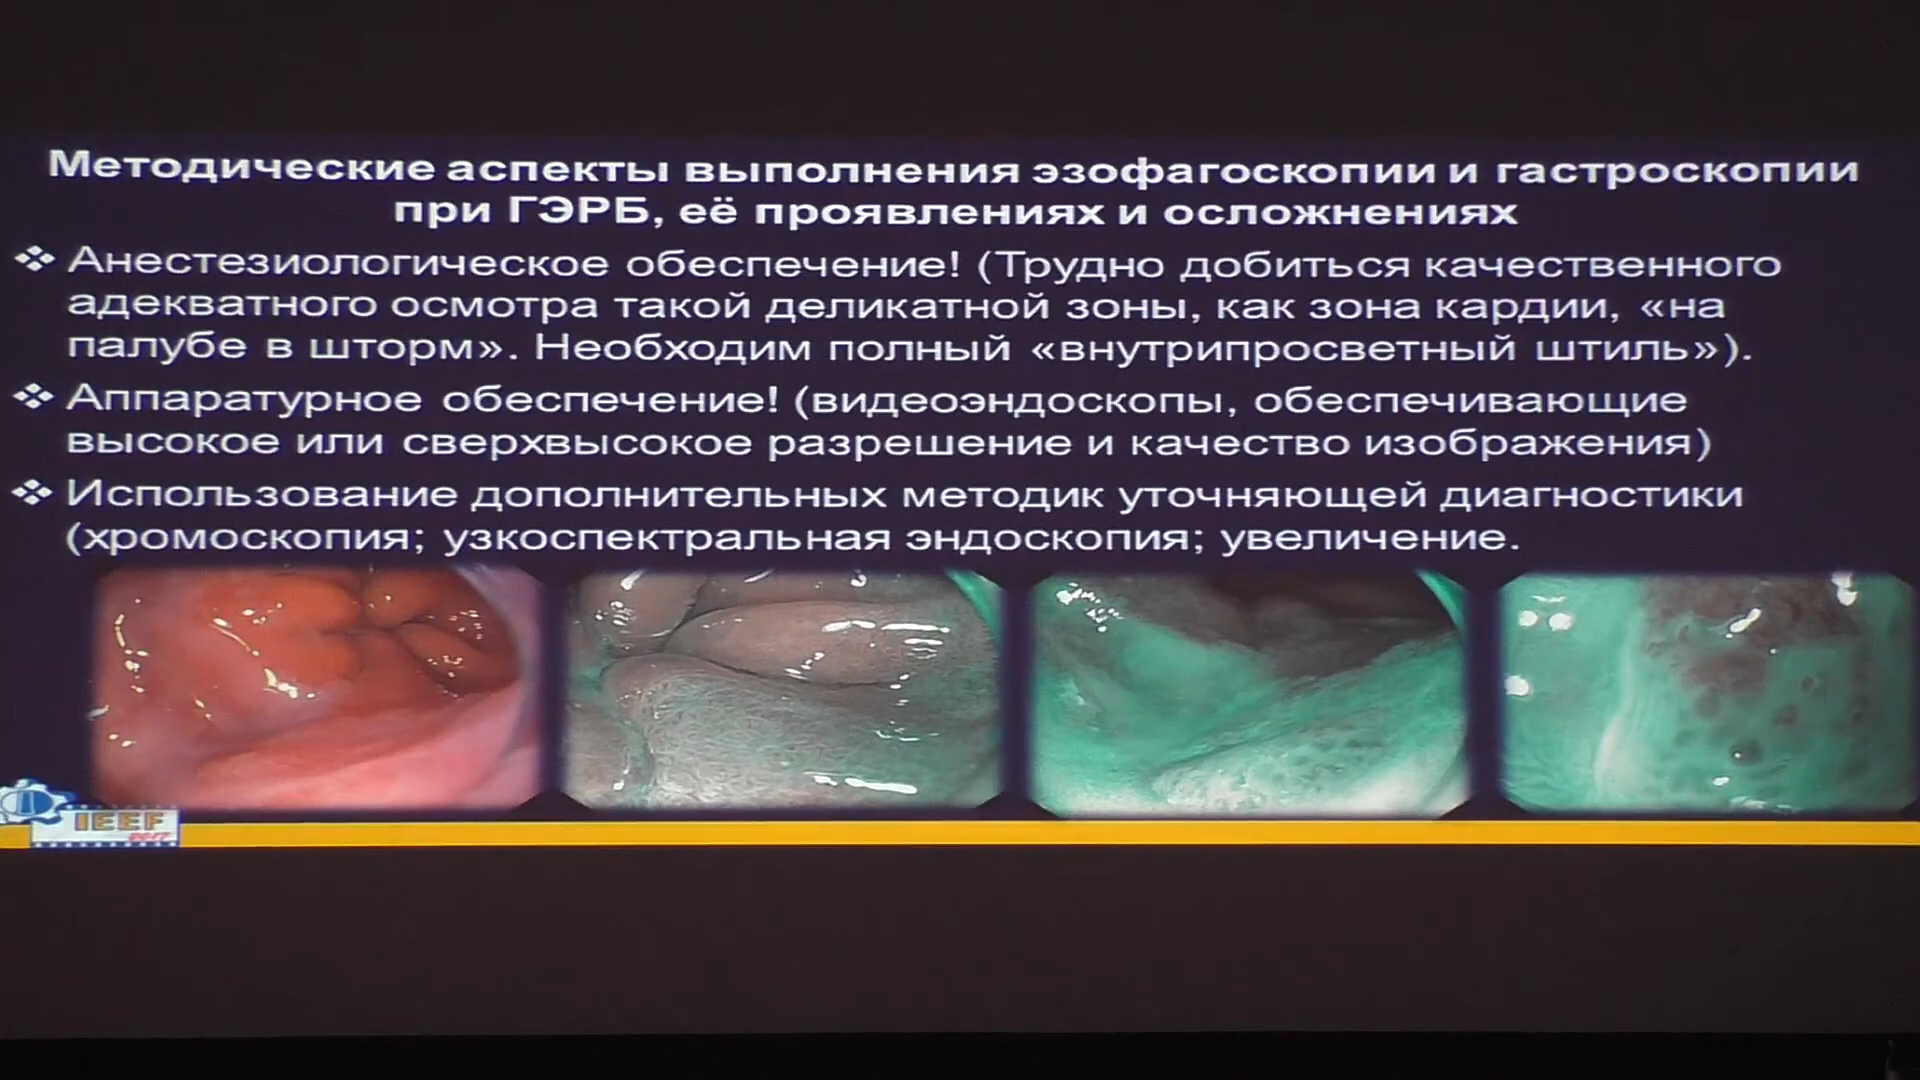 Методические аспекты выполнения эзофагоскопии и гастроскопии
при ГЭРБ, её проявлениях и осложнениях
❖ Анестезиологическое обеспечение! (Трудно добиться качественного
адекватного осмотра такой деликатной зоны, как зона кардии, «на
палубе в шторм». Необходим полный «внутрипросветный штиль»).
❖ Аппаратурное обеспечение! (видеоэндоскопы, обеспечивающие
высокое или сверхвысокое разрешение и качество изображения)
❖ Использование дополнительных методик уточняющей диагностики
(хромоскопия; узкоспектральная эндоскопия; увеличение.
IEEF